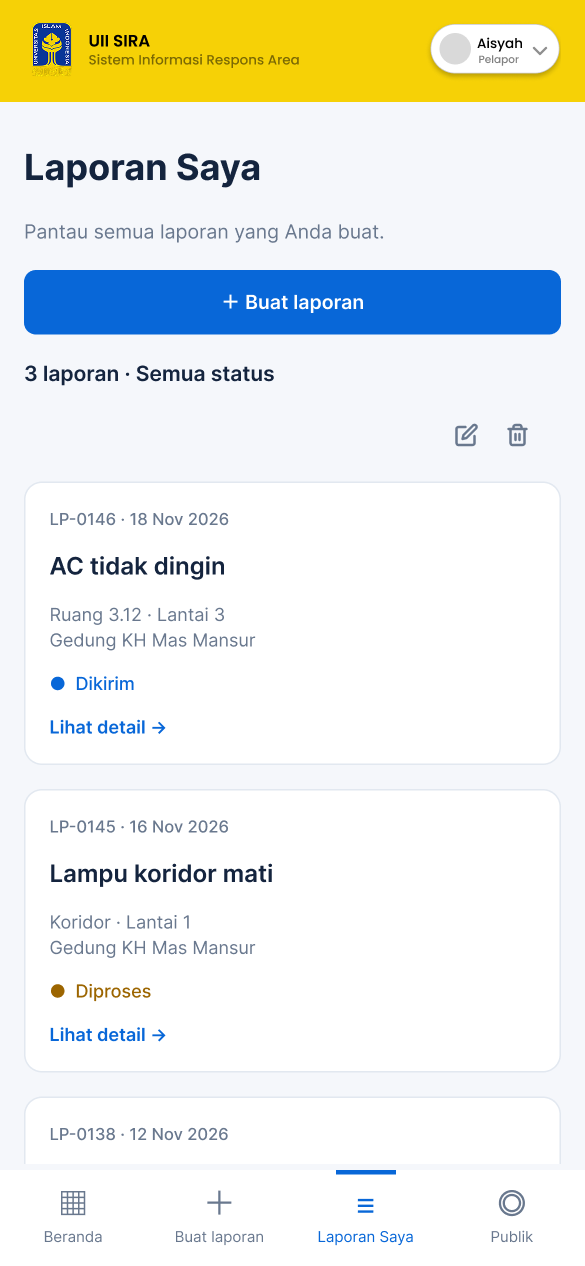 UNIVERSITAS
ISLAM
INDONESIA
UII SIRA
Sistem Informasi Respons Area
Aisyah
Pelapor
Laporan Saya
Pantau semua laporan yang Anda buat.
+ Buat laporan
3 laporan · Semua status
LP-0146 · 18 Nov 2026
AC tidak dingin
Ruang 3.12 · Lantai 3
Gedung KH Mas Mansur
Dikirim
Lihat detail →
LP-0145 · 16 Nov 2026
Lampu koridor mati
Koridor · Lantai 1
Gedung KH Mas Mansur
Diproses
Lihat detail →
LP-0138 · 12 Nov 2026
Beranda
Buat laporan
Laporan Saya
Publik